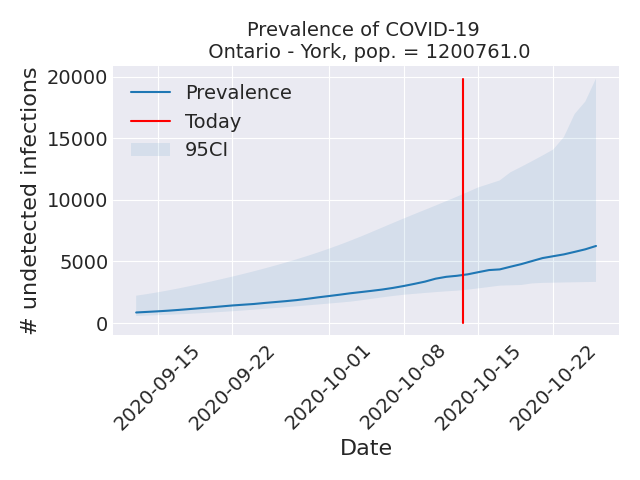 Prevalence of COVID-19
Ontario - York, pop. = 1200761.0
# undetected infections
20000
15000
10000
5000
0
Prevalence
Today
95CI
2020-09-15
2020-09-22
2020-10-01
2020-10-08
2020-10-15
2020-10-22
Date